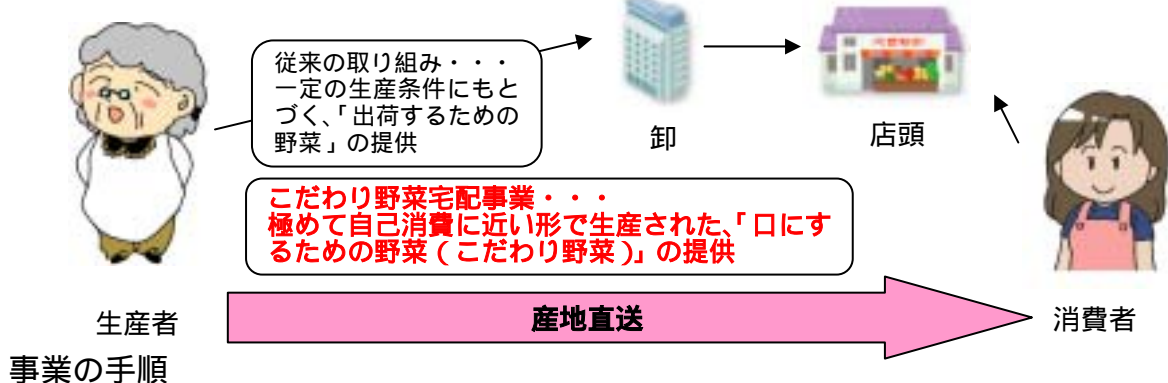 従来の取り組み・・・
一定の生産条件にもと
づく、「出荷するための
野菜」の提供
卸
店頭
こだわり野菜宅配事業・・・
極めて自己消費に近い形で生産された、「口にす
るための野菜(こだわり野菜)」の提供
生産者
産地直送
消費者
事業の手順